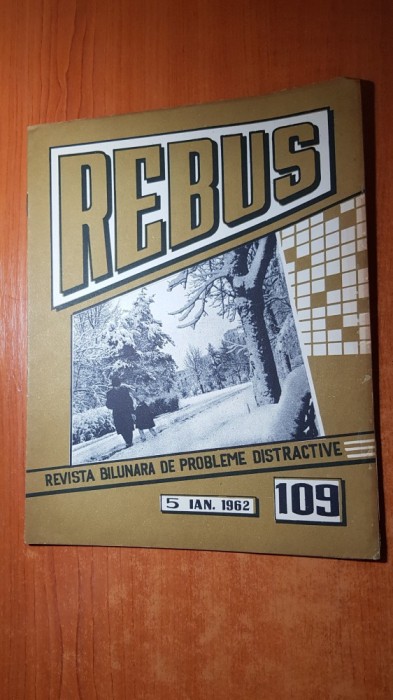 REBUS
REVISTA BILUNARA DE PROBLEME DISTRACTIVE
5 IAN. 1962
109